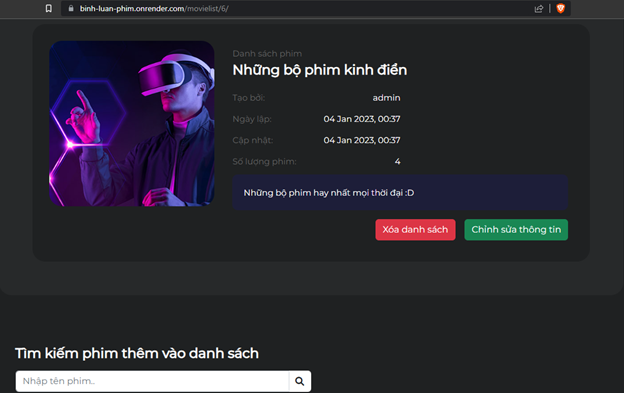 binh-luan-phim.onrender.com/movielist/6/
Danh sách phim
Những bộ phim kinh điển
Tạo bởi: admin
Ngày lập: 04 Jan 2023, 00:37
Cập nhật: 04 Jan 2023, 00:37
Số lượng phim: 4
Những bộ phim hay nhất mọi thời đại :D
Xóa danh sách Chỉnh sửa thông tin
Tìm kiếm phim thêm vào danh sách
Nhập tên phim..